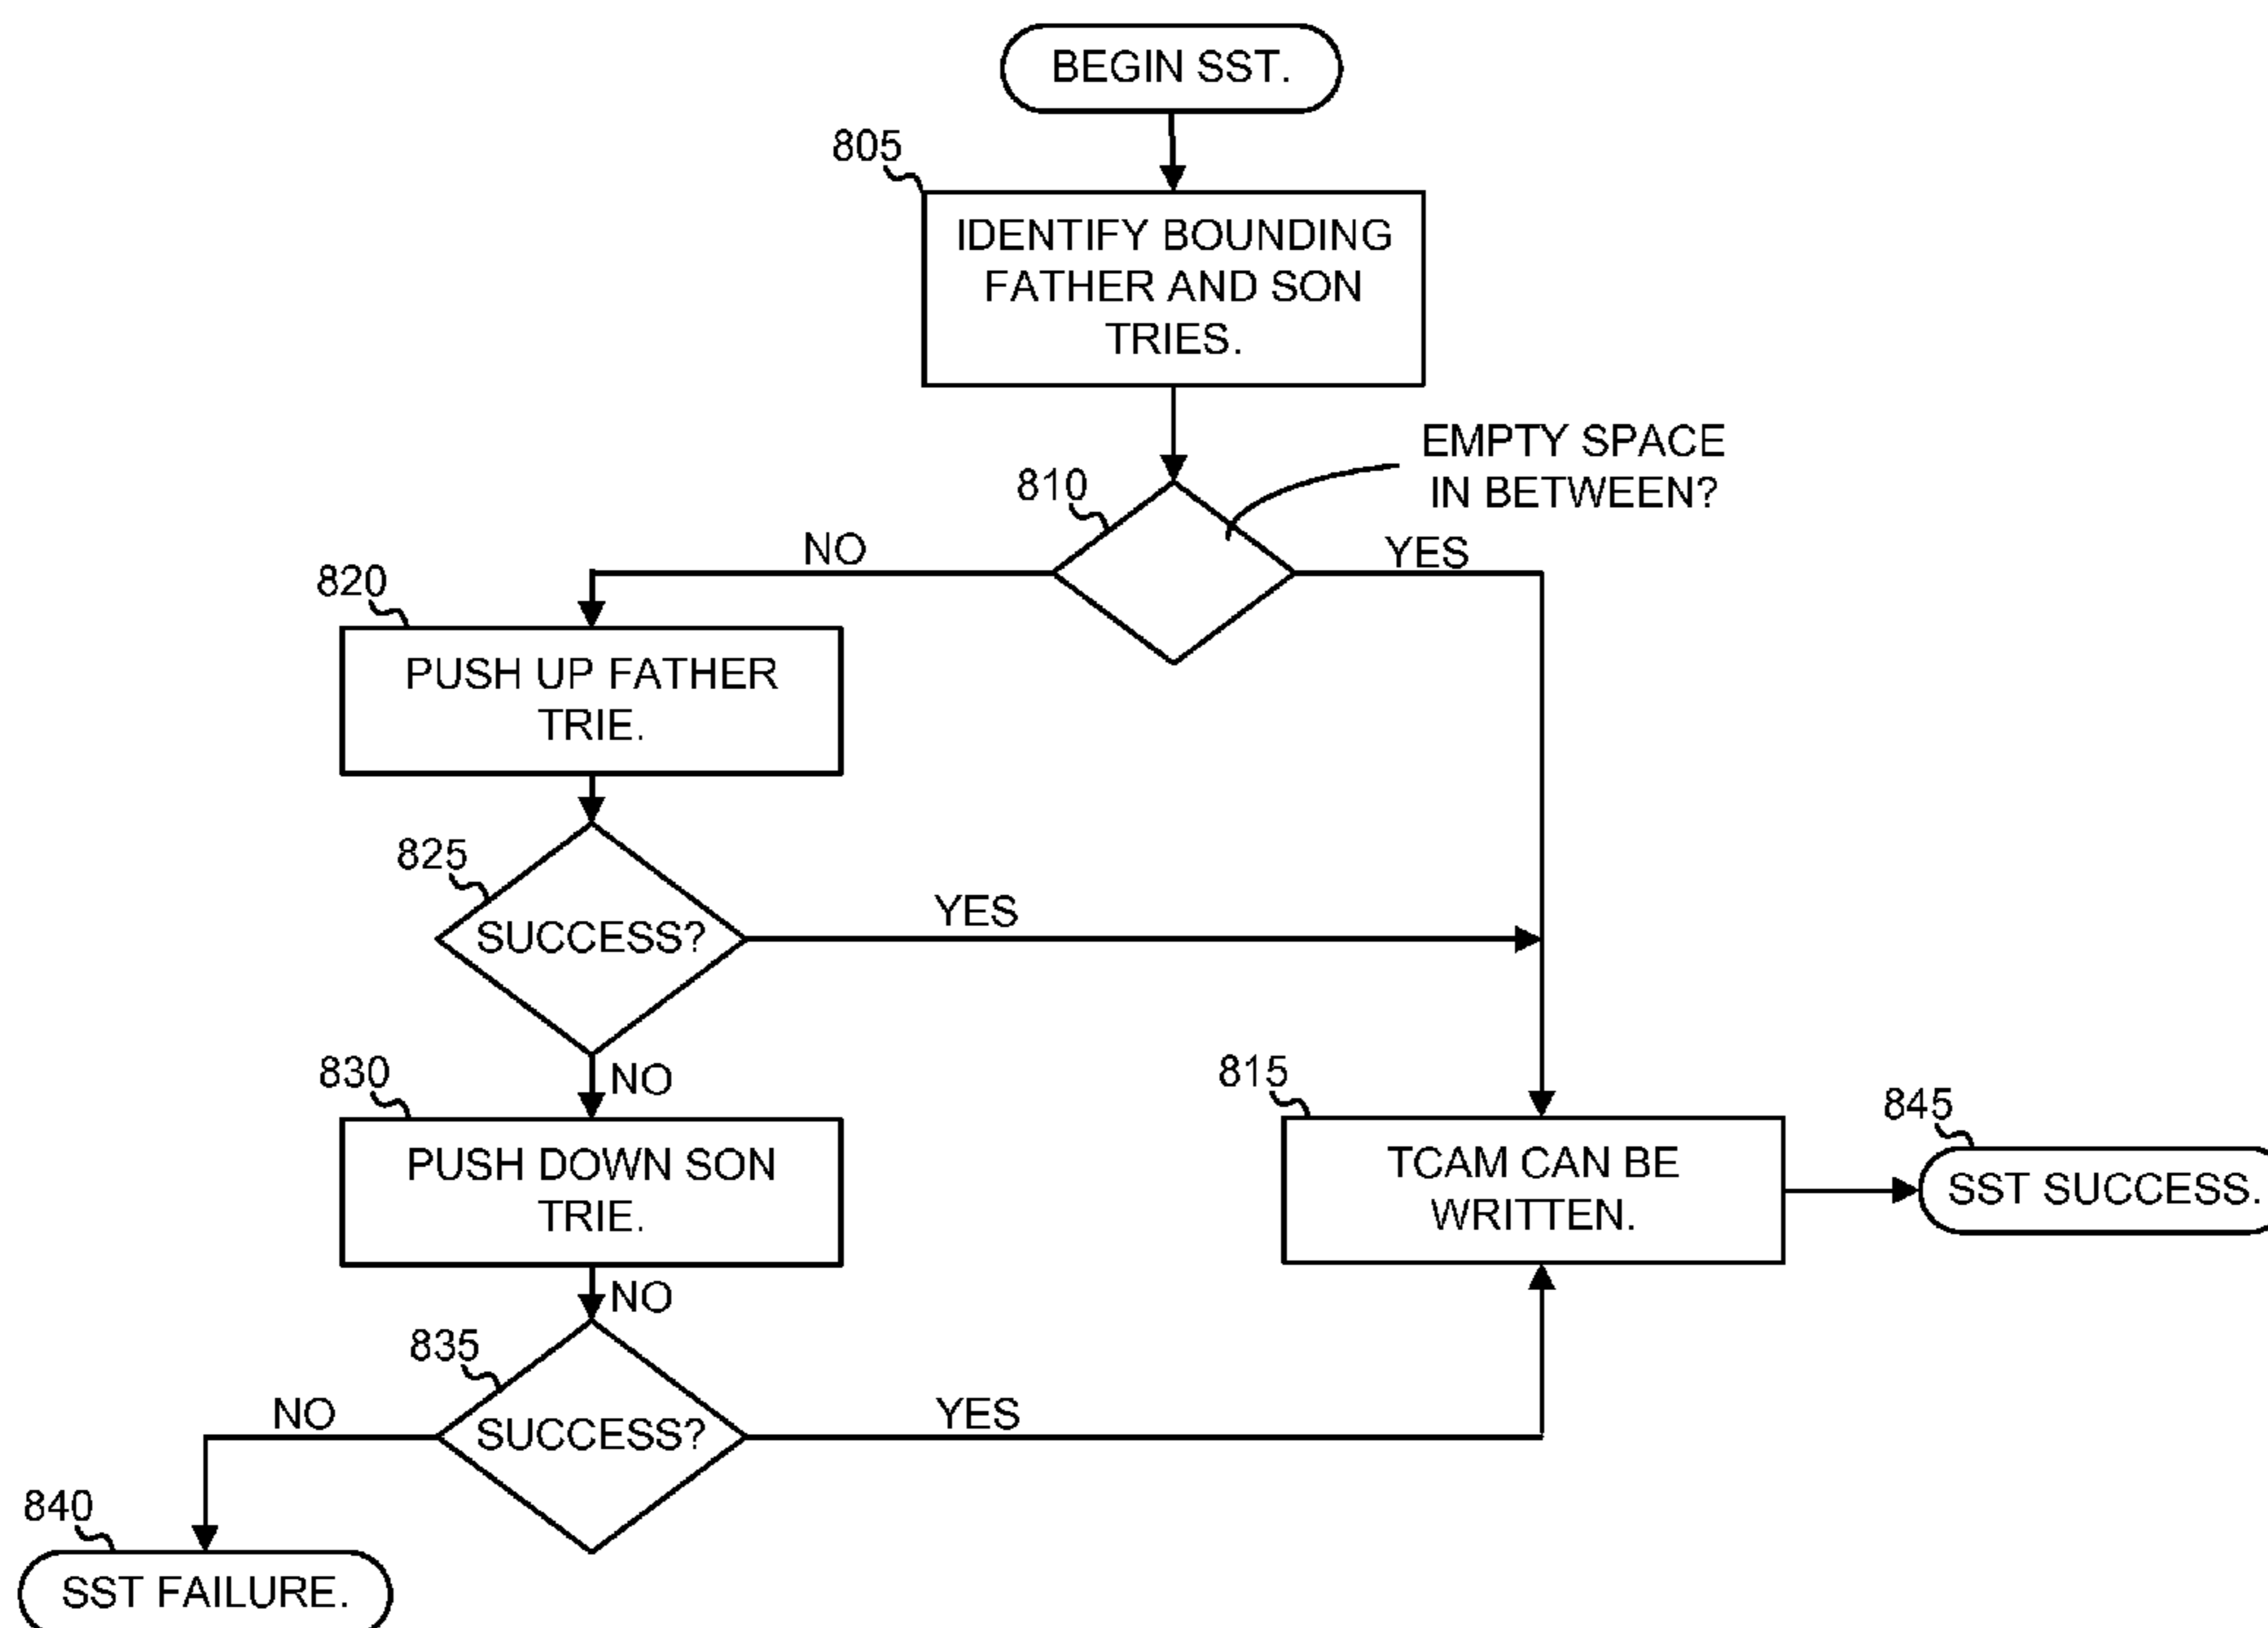 BEGIN SST.
805
IDENTIFY BOUNDING
FATHER AND SON
TRIES.
EMPTY SPACE
IN BETWEEN?
810
NO
YES
820
PUSH UP FATHER
TRIE.
825
SUCCESS?
YES
NO
830
PUSH DOWN SON
TRIE.
815
TCAM CAN BE
WRITTEN.
845
SST SUCCESS.
NO
835
SUCCESS?
NO
YES
840
SST FAILURE.